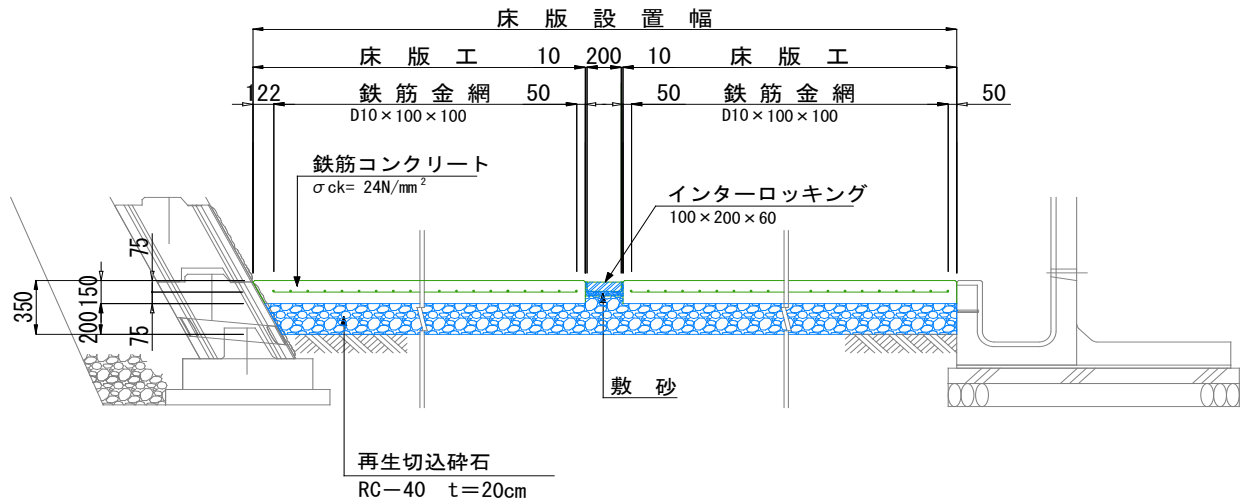 床版設置幅
床版工 10 200 10 床版工
122 鉄筋金網 50 50 鉄筋金網 50
D10×100×100 D10×100×100
鉄筋コンクリート
σck= 24N/mm²
インターロッキング
100×200×60
75
350
150
200
75
敷砂
再生切込砕石
RC−40 t=20cm